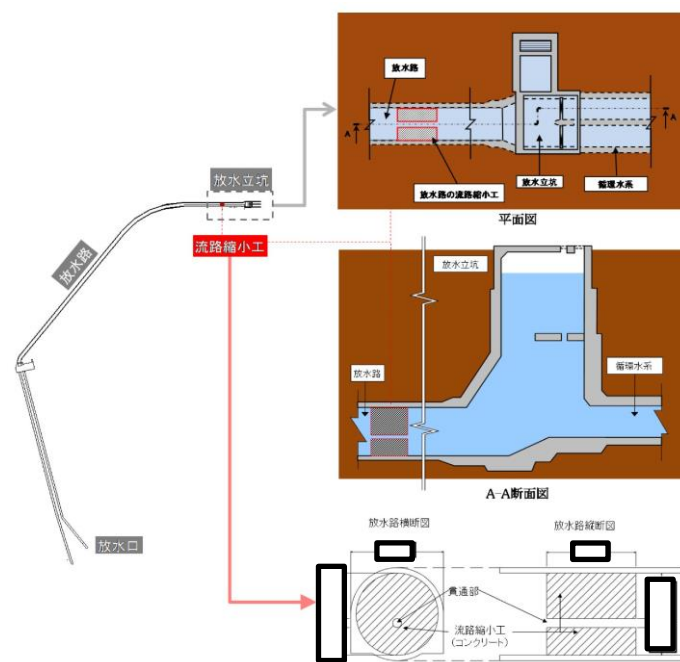 放水路
放水立坑
A
A
放水路の流路縮小工
放水立坑
循環水系
平面図
放水立坑
流路縮小工
放水路
放水立坑
放水路
循環水系
A-A断面図
放水口
放水路横断図
放水路縦断図
貫通部
流路縮小工
(コンクリート)